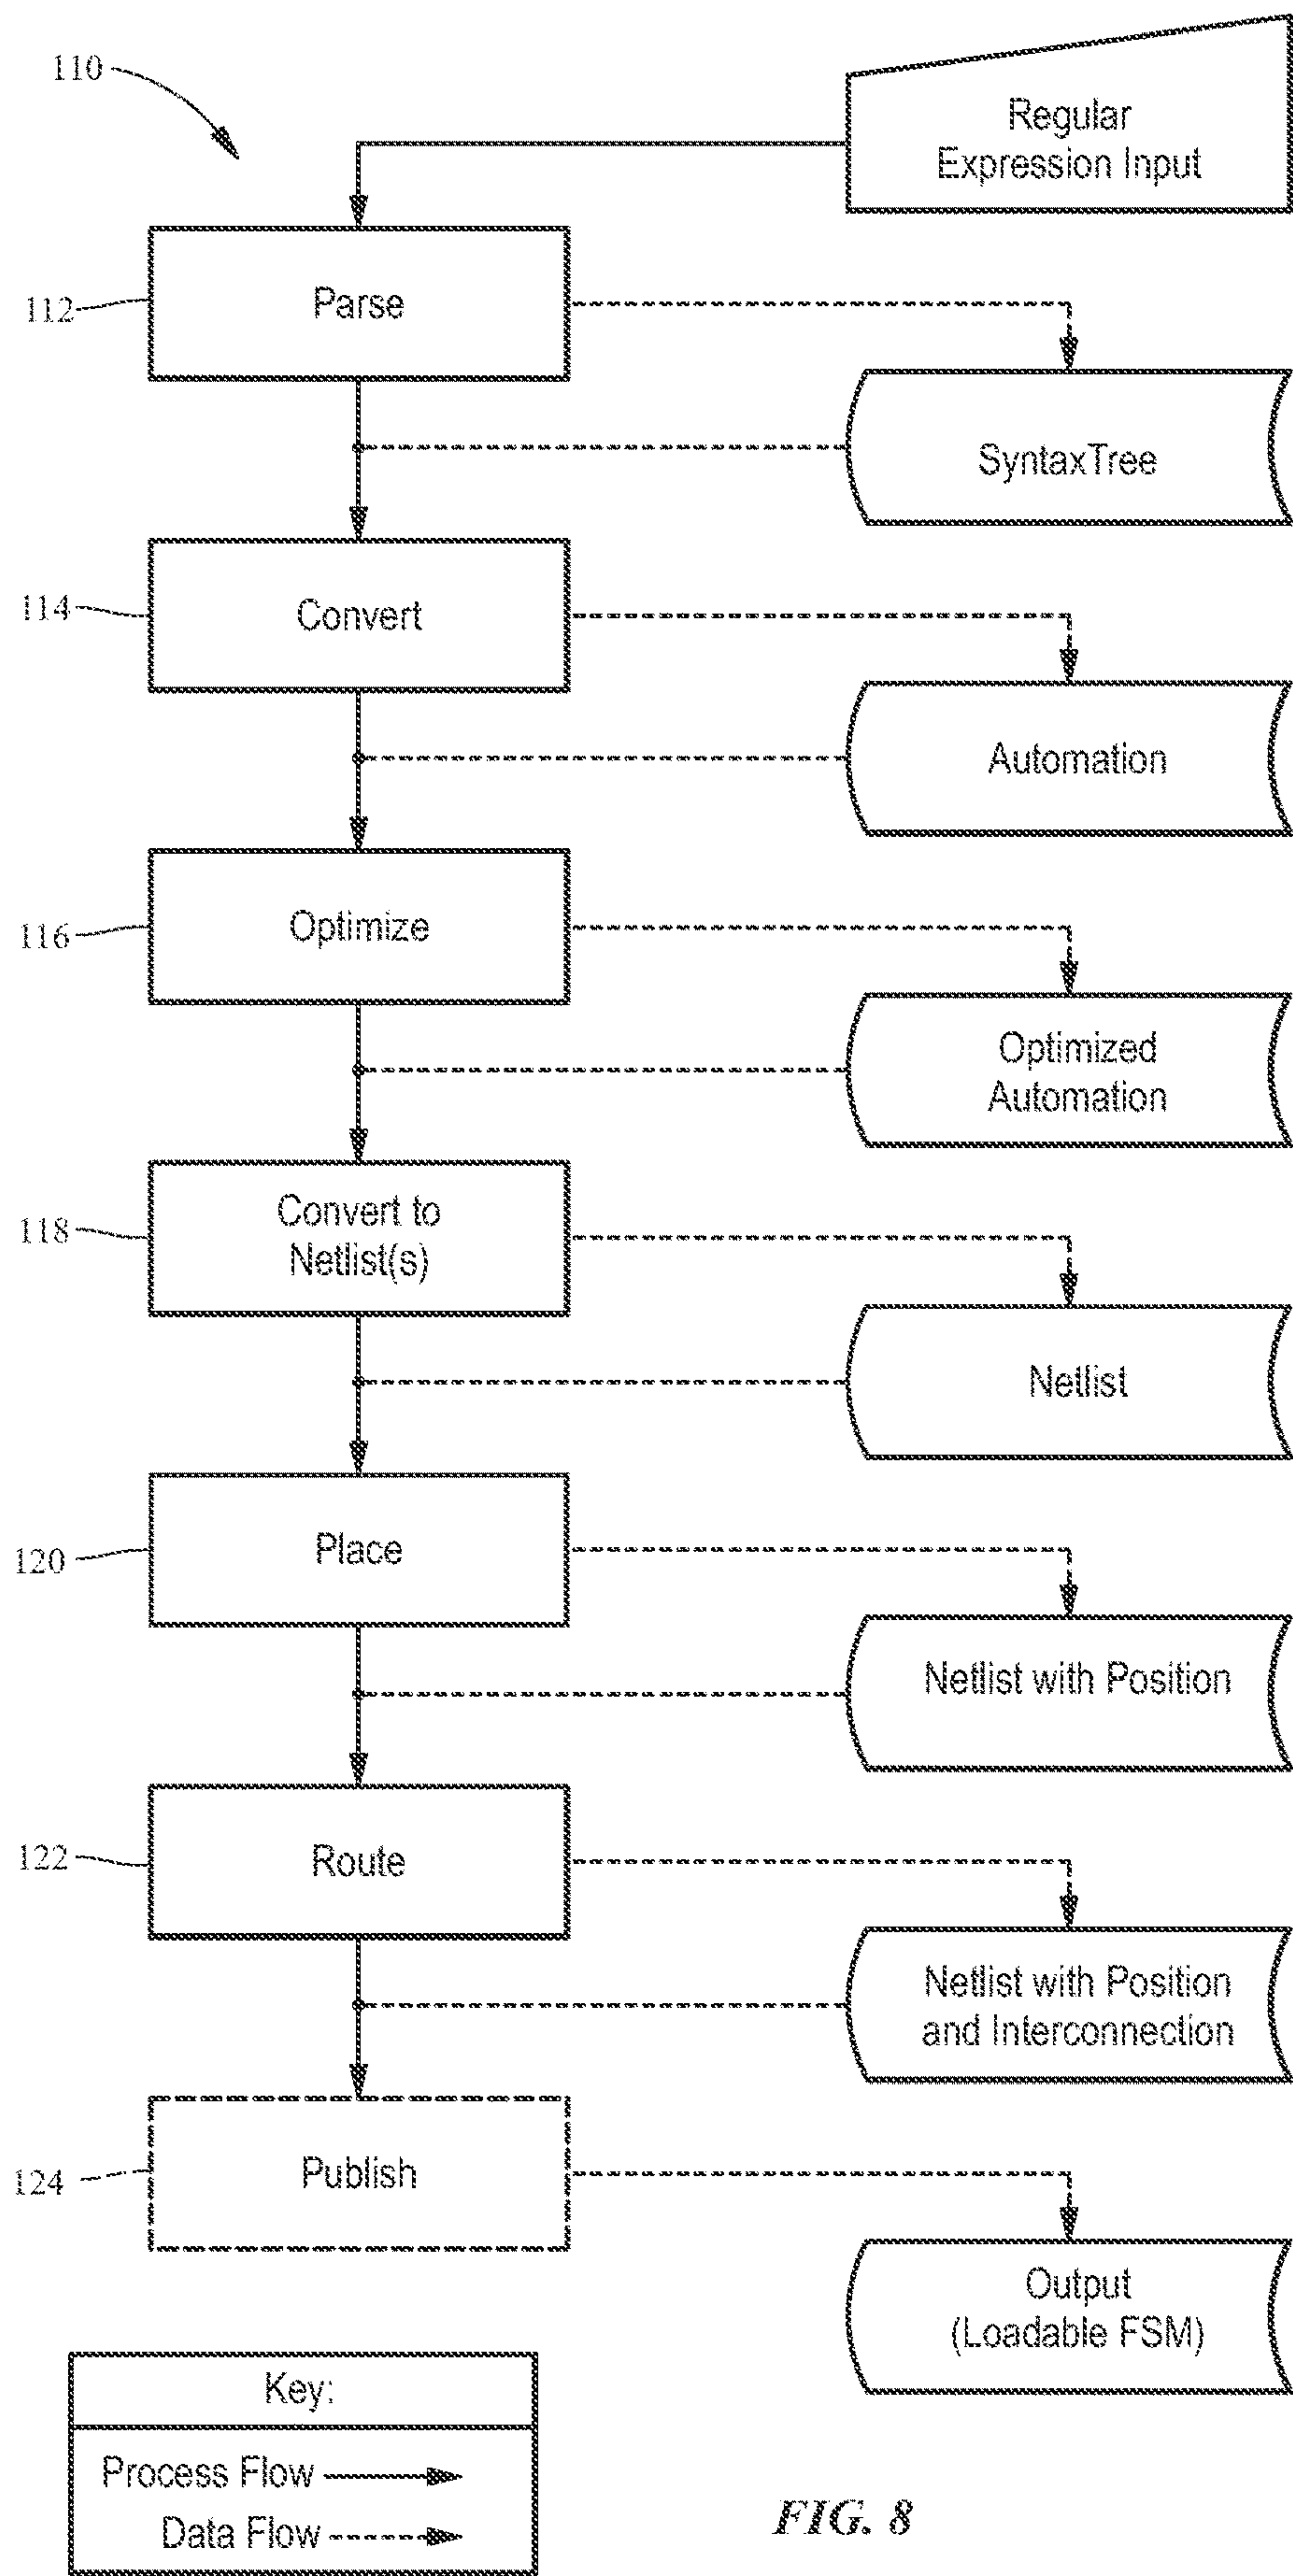 110
Regular
Expression Input
112
Parse
SyntaxTree
114
Convert
Automation
116
Optimize
Optimized
Automation
118
Convert to
Netlist(s)
Netlist
120
Place
Netlist with Position
122
Route
Netlist with Position
and Interconnection
124
Publish
Output
(Loadable FSM)
Key:
Process Flow
Data Flow
FIG. 8